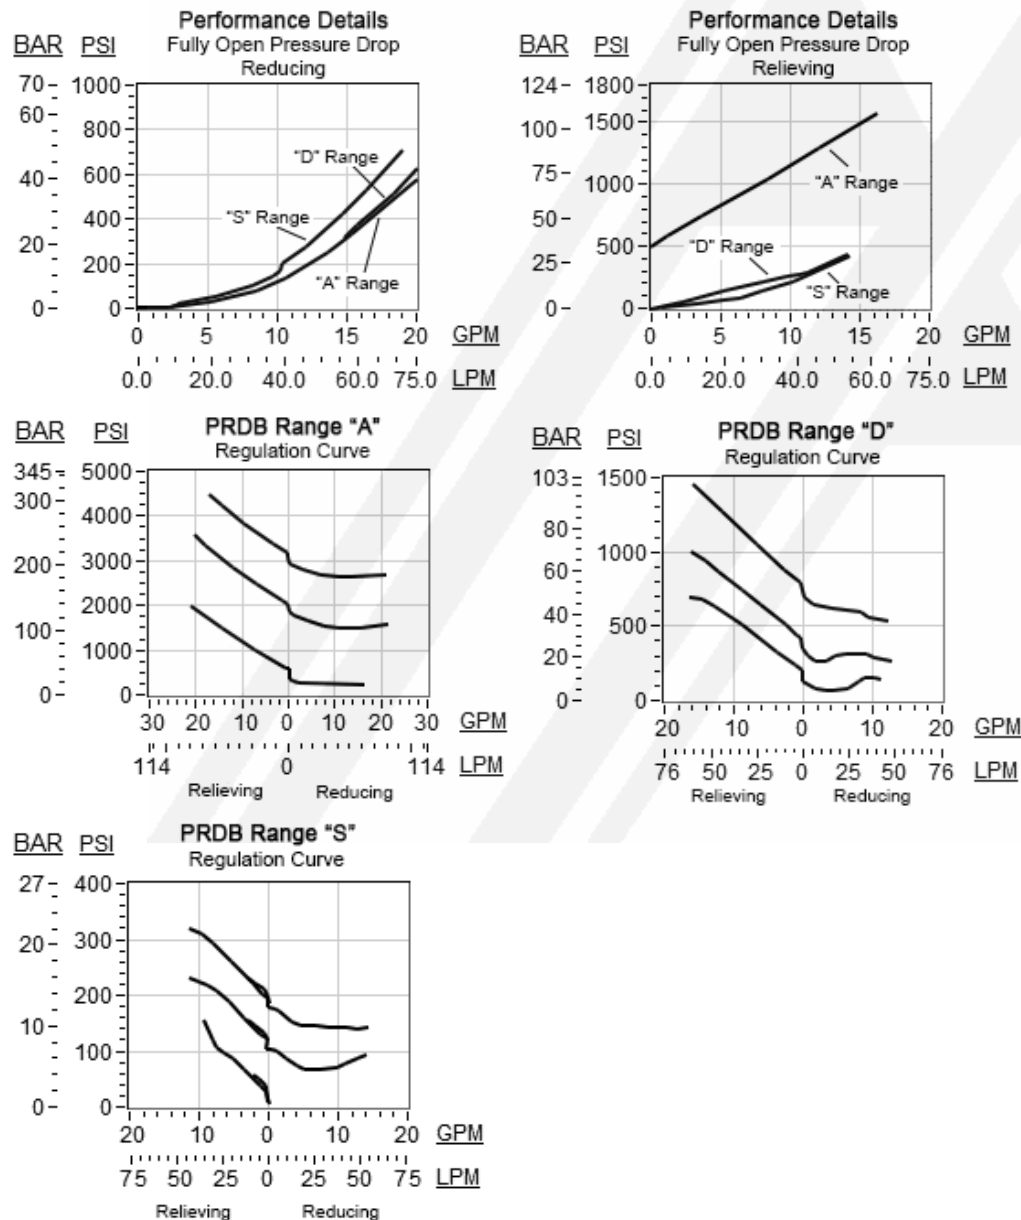 Performance Details
Fully Open Pressure Drop
Reducing
BAR PSI
70
60
40
20
0
1000
800
600
400
200
0
"D" Range
"S" Range
"A" Range
0 5 10 15 20 GPM
0.0 20.0 40.0 60.0 75.0 LPM
Performance Details
Fully Open Pressure Drop
Relieving
BAR PSI
124
100
75
50
25
0
1800
1500
1000
500
0
"A" Range
"D" Range
"S" Range
0 10 20 GPM
0.0 20.0 40.0 60.0 75.0 LPM
PRDB Range "A"
Regulation Curve
BAR PSI
345
300
200
100
0
5000
4000
3000
2000
1000
0
30 20 10 0 10 20 30 GPM
114 0 114 LPM
Relieving Reducing
PRDB Range "D"
Regulation Curve
BAR PSI
103
80
60
40
20
0
1500
1000
500
0
20 10 0 10 20 GPM
76 50 25 0 25 50 76 LPM
Relieving Reducing
PRDB Range "S"
Regulation Curve
BAR PSI
27
20
10
0
400
300
200
100
0
20 10 0 10 20 GPM
75 50 25 0 25 50 75 LPM
Relieving Reducing